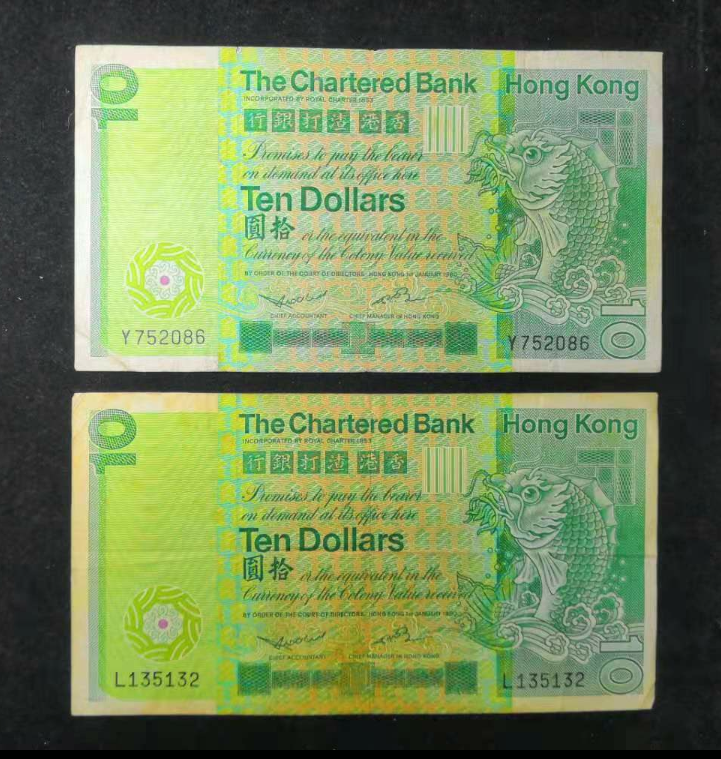 10
The Chartered Bank Hong Kong
INCORPORATED BY ROYAL CHARTER 1853
行銀打渣港香
Promises to pay the bearer
on demand at its office here
Ten Dollars
圓拾 or the equivalent in the
Currency of the Colony Value received
BY ORDER OF THE COURT OF DIRECTORS HONG KONG 1ST JANUARY 1980
CHIEF ACCOUNTANT CHIEF MANAGER IN HONG KONG
Y752086 Y752086 10
10
The Chartered Bank Hong Kong
INCORPORATED BY ROYAL CHARTER 1853
行銀打渣港香
Promises to pay the bearer
on demand at its office here
Ten Dollars
圓拾 or the equivalent in the
Currency of the Colony Value received
BY ORDER OF THE COURT OF DIRECTORS HONG KONG 1ST JANUARY 1980
CHIEF ACCOUNTANT CHIEF MANAGER IN HONG KONG
L135132 L135132 10